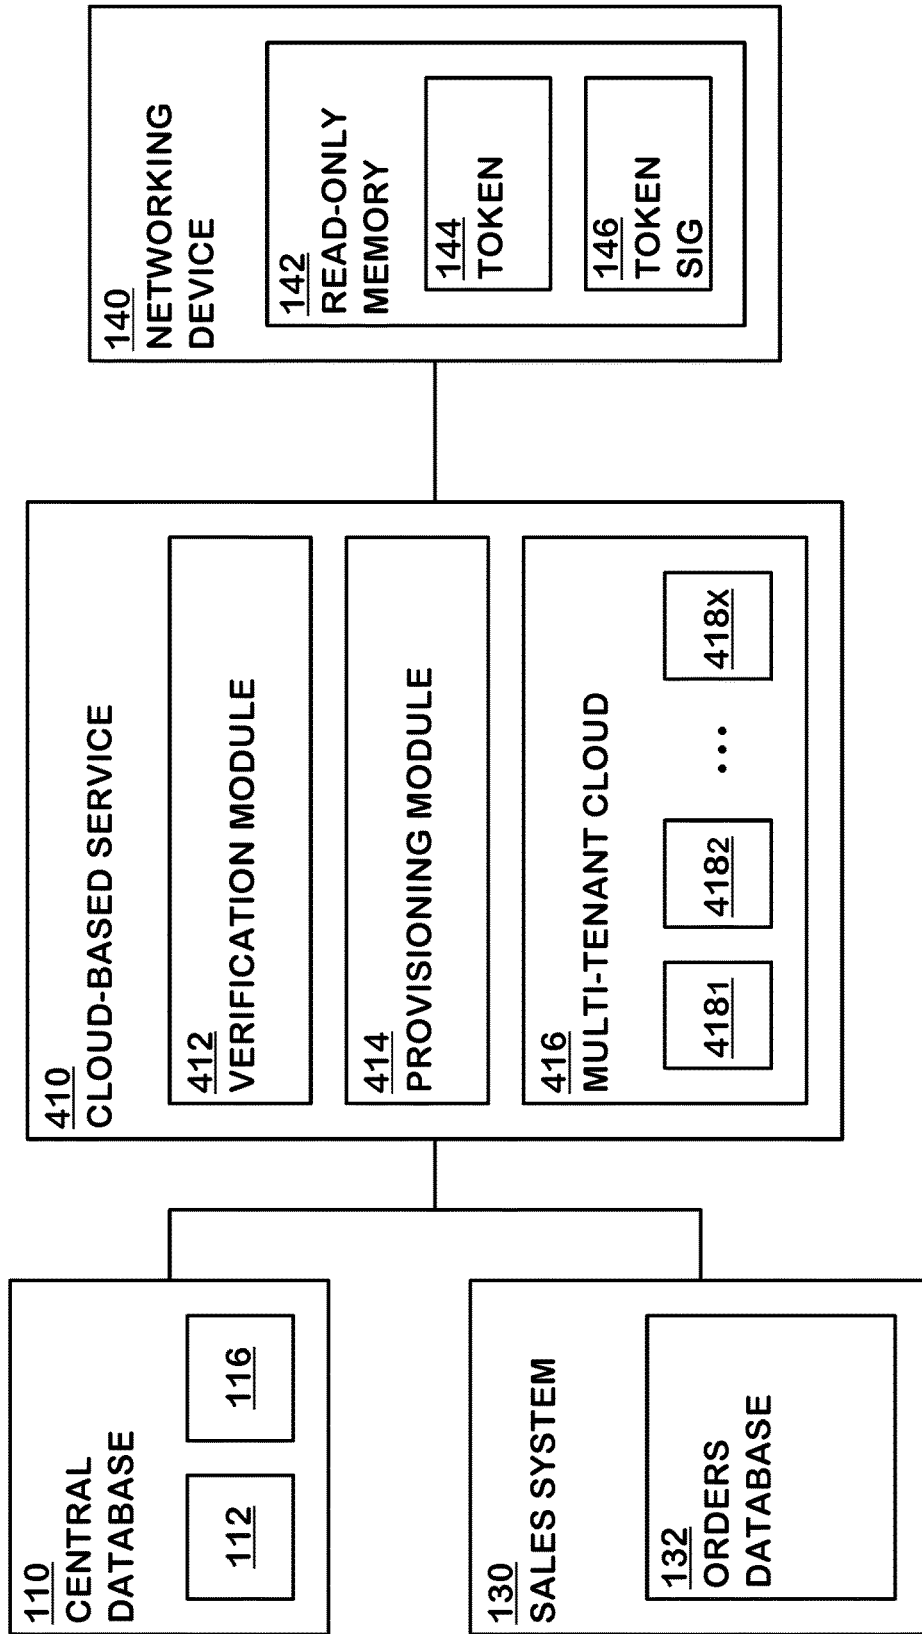 110
CENTRAL
DATABASE
112
116
130
SALES SYSTEM
132
ORDERS
DATABASE
410
CLOUD-BASED SERVICE
412
VERIFICATION MODULE
414
PROVISIONING MODULE
416
MULTI-TENANT CLOUD
4181
4182
...
418X
140
NETWORKING
DEVICE
142
READ-ONLY
MEMORY
144
TOKEN
146
TOKEN
SIG